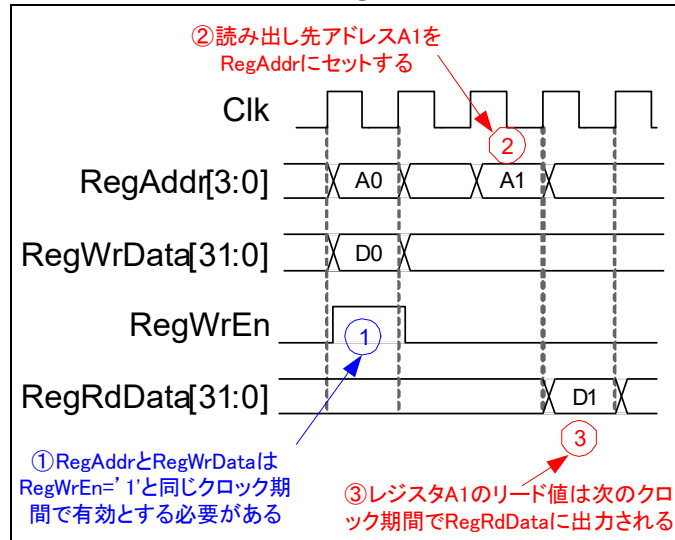 ②読み出し先アドレスA1を
RegAddrにセットする
Clk
2
RegAddr[3:0]
A0
A1
RegWrData[31:0]
D0
RegWrEn
1
RegRdData[31:0]
D1
3
①RegAddrとRegWrDataは
RegWrEn='1'と同じクロック期
間で有効とする必要がある
③レジスタA1のリード値は次のクロ
ック期間でRegRdDataに出力される